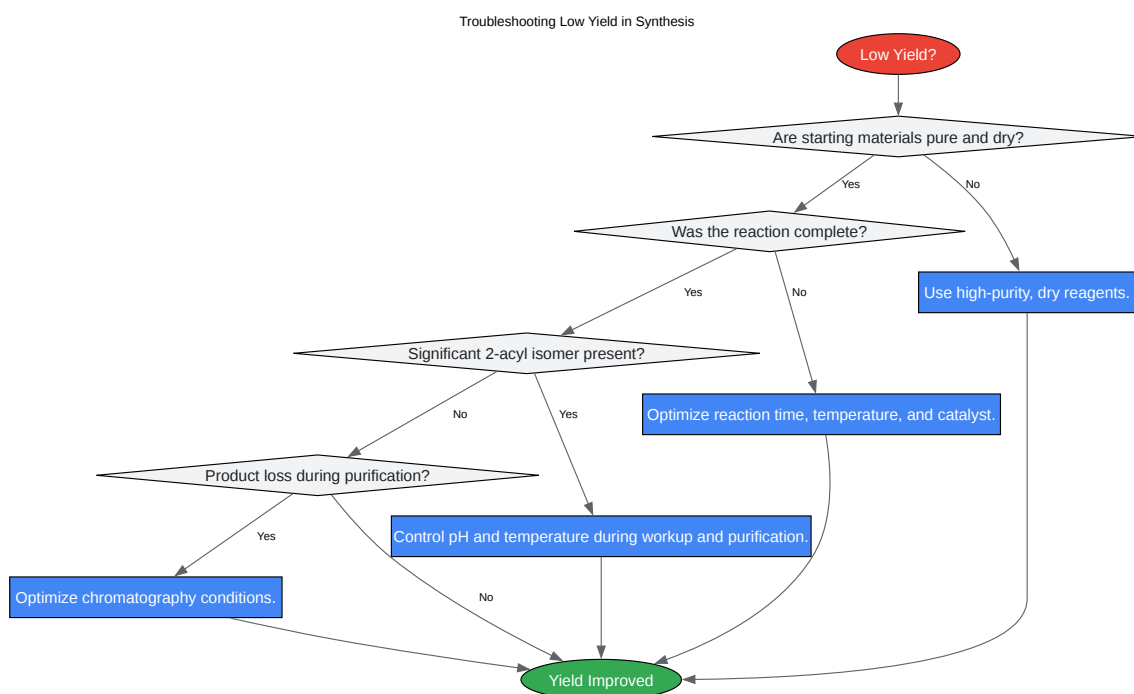 Troubleshooting Low Yield in Synthesis
Low Yield?
Are starting materials pure and dry?
Yes
No
Was the reaction complete?
Use high-purity, dry reagents.
Yes
No
Significant 2-acyl isomer present?
Optimize reaction time, temperature, and catalyst.
No
Yes
Product loss during purification?
Control pH and temperature during workup and purification.
Yes
Optimize chromatography conditions.
No
Yield Improved